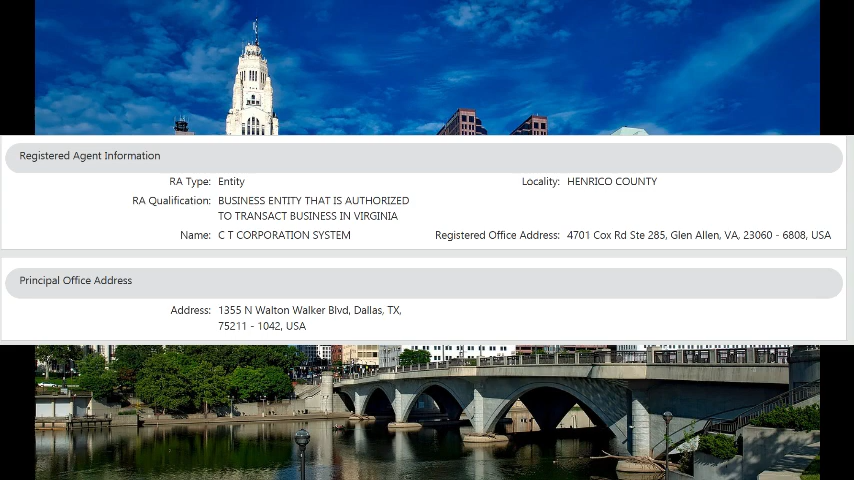 Registered Agent Information
RA Type: Entity
Locality: HENRICO COUNTY
RA Qualification: BUSINESS ENTITY THAT IS AUTHORIZED
TO TRANSACT BUSINESS IN VIRGINIA
Name: C T CORPORATION SYSTEM
Registered Office Address: 4701 Cox Rd Ste 285, Glen Allen, VA, 23060 - 6808, USA
Principal Office Address
Address: 1355 N Walton Walker Blvd, Dallas, TX,
75211 - 1042, USA